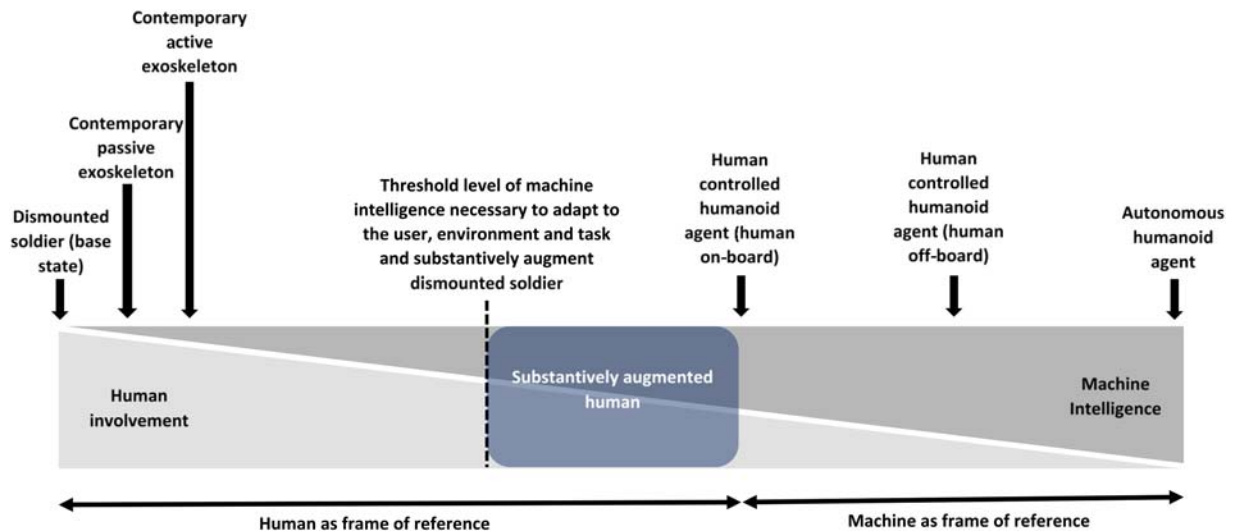 Contemporary
active
exoskeleton
Contemporary
passive
exoskeleton
Dismounted
soldier (base
state)
Threshold level of machine
intelligence necessary to adapt to
the user, environment and task
and substantively augment
dismounted soldier
Human
controlled
humanoid
agent (human
on-board)
Human
controlled
humanoid
agent (human
off-board)
Autonomous
humanoid
agent
Human
involvement
Substantively augmented
human
Machine
Intelligence
Human as frame of reference
Machine as frame of reference